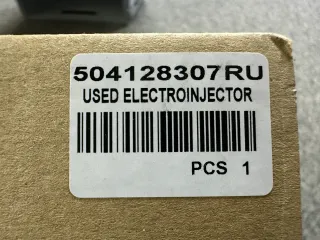 504128307RU
USED ELECTROINJECTOR
PCS 1